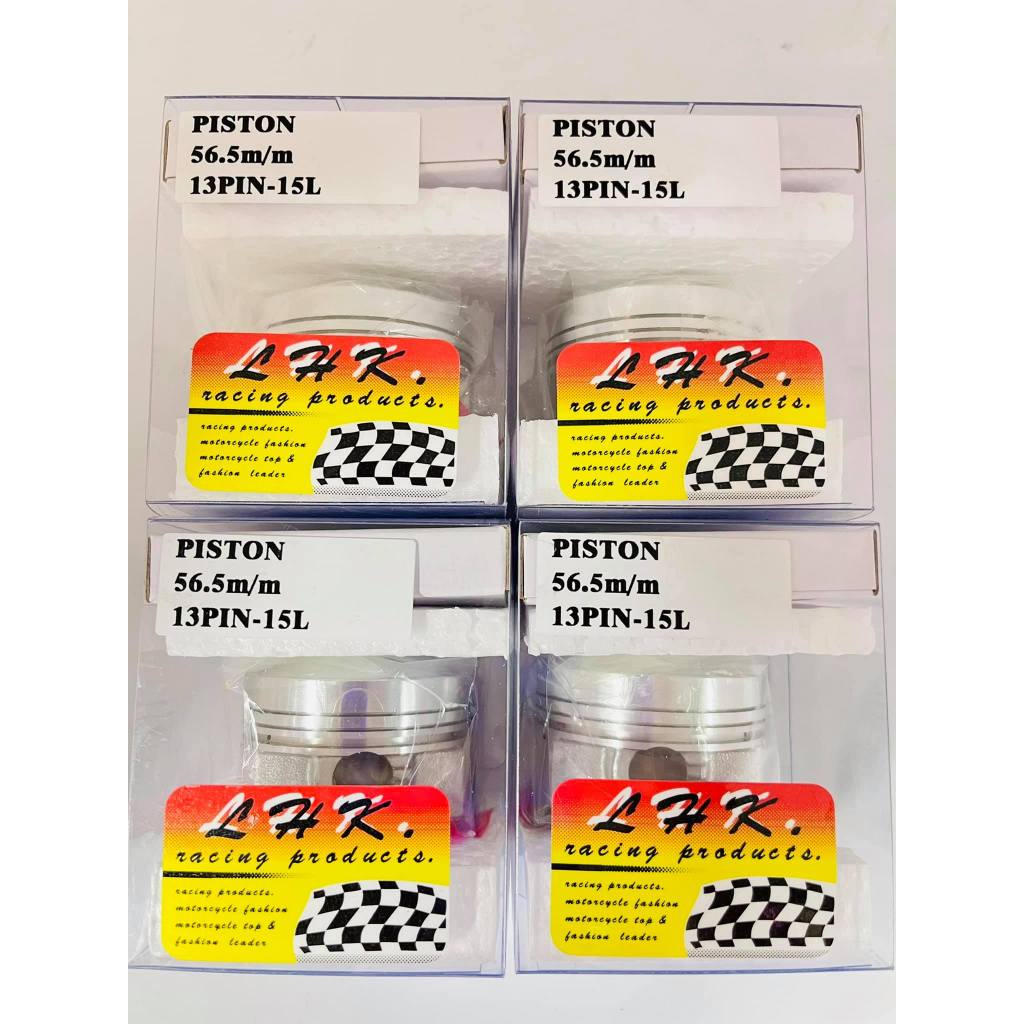 PISTON
56.5m/m
13PIN-15L
LHK.
racing products.
racing products.
motorcycle fashion
motorcycle top &
fashion leader
PISTON
56.5m/m
13PIN-15L
LHK.
racing products.
racing products.
motorcycle fashion
motorcycle top &
fashion leader
PISTON
56.5m/m
13PIN-15L
LHK.
racing products.
racing products.
motorcycle fashion
motorcycle top &
fashion leader
PISTON
56.5m/m
13PIN-15L
LHK.
racing products.
racing products.
motorcycle fashion
motorcycle top &
fashion leader